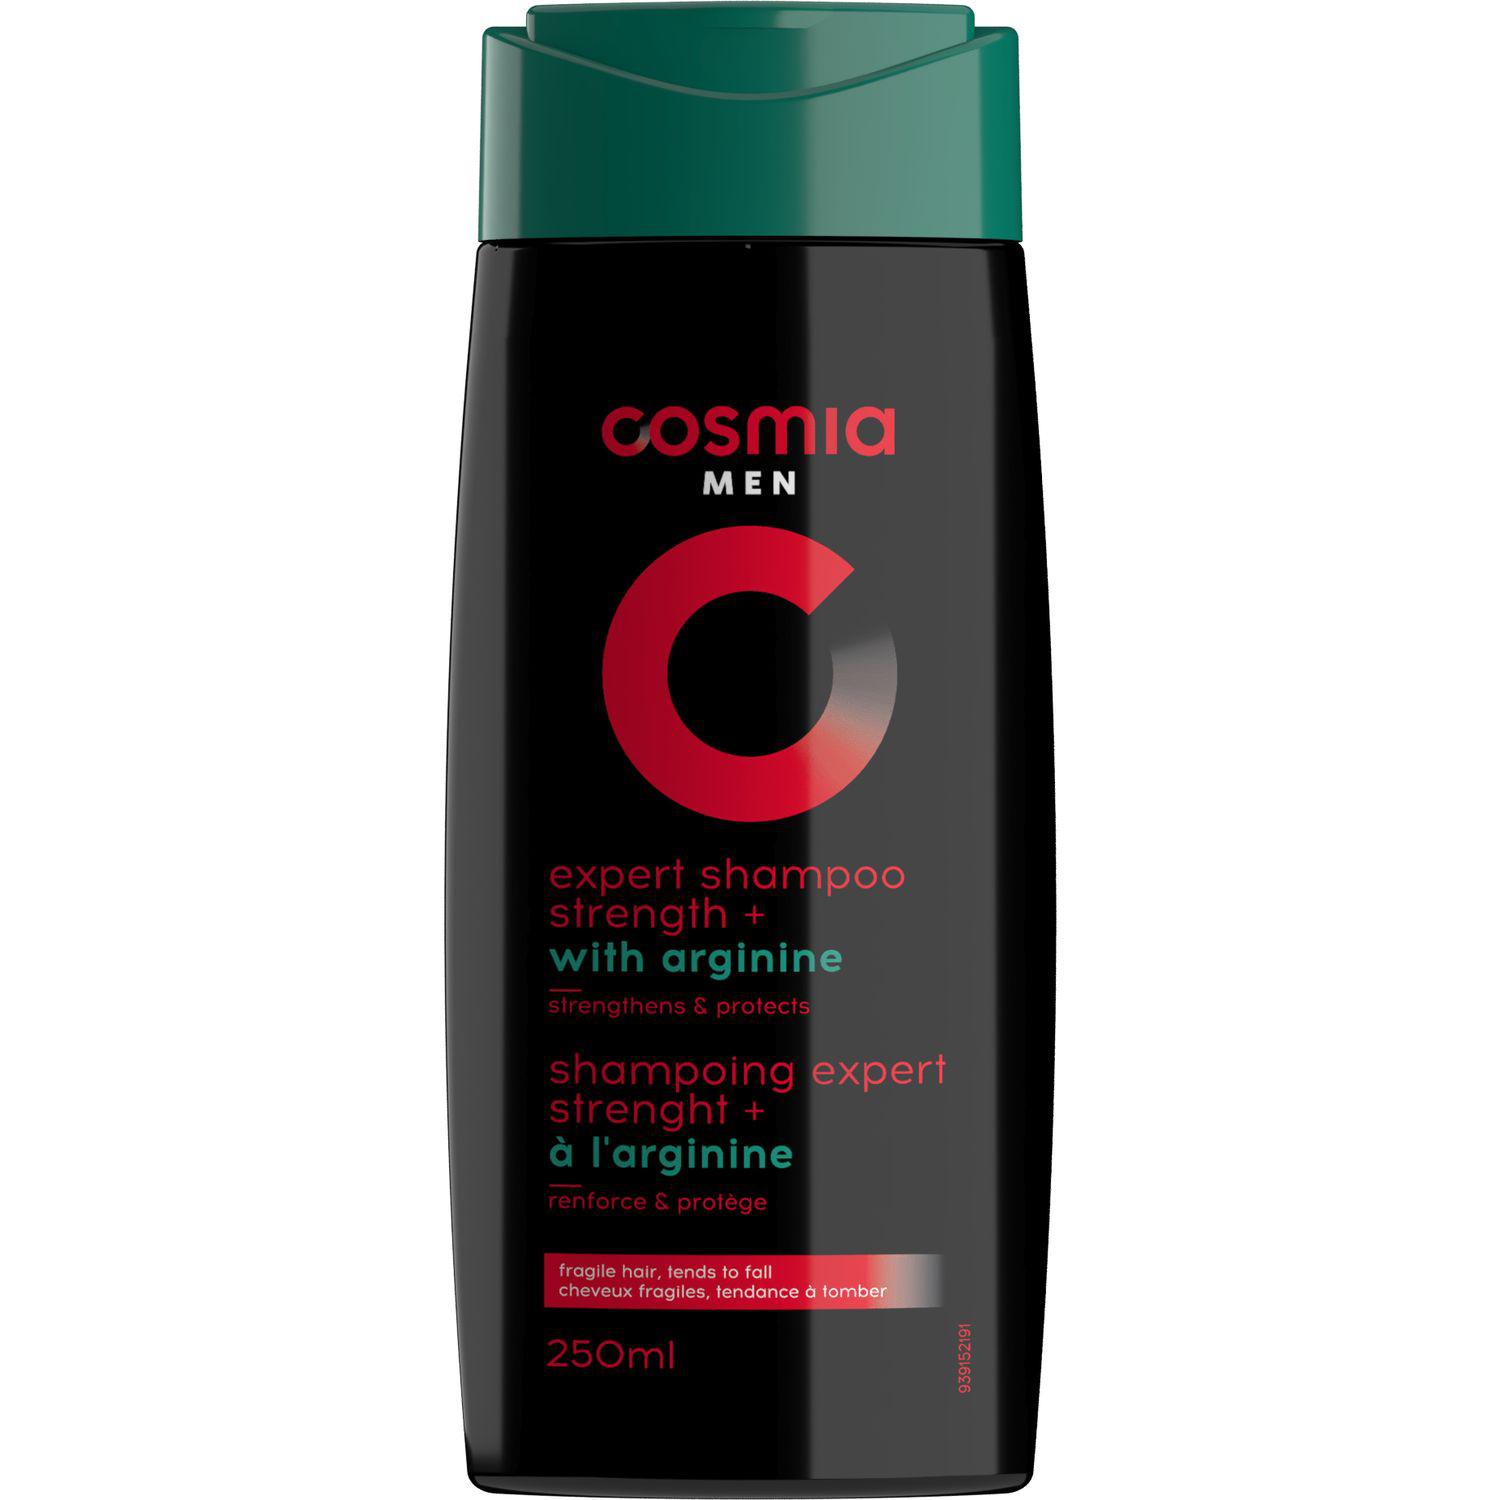 cosmia
MEN
expert shampoo
strength +
with arginine
strengthens & protects
shampoing expert
strenght +
à l'arginine
renforce & protège
fragile hair, tends to fall
cheveux fragiles, tendance à tomber
250ml
939152191